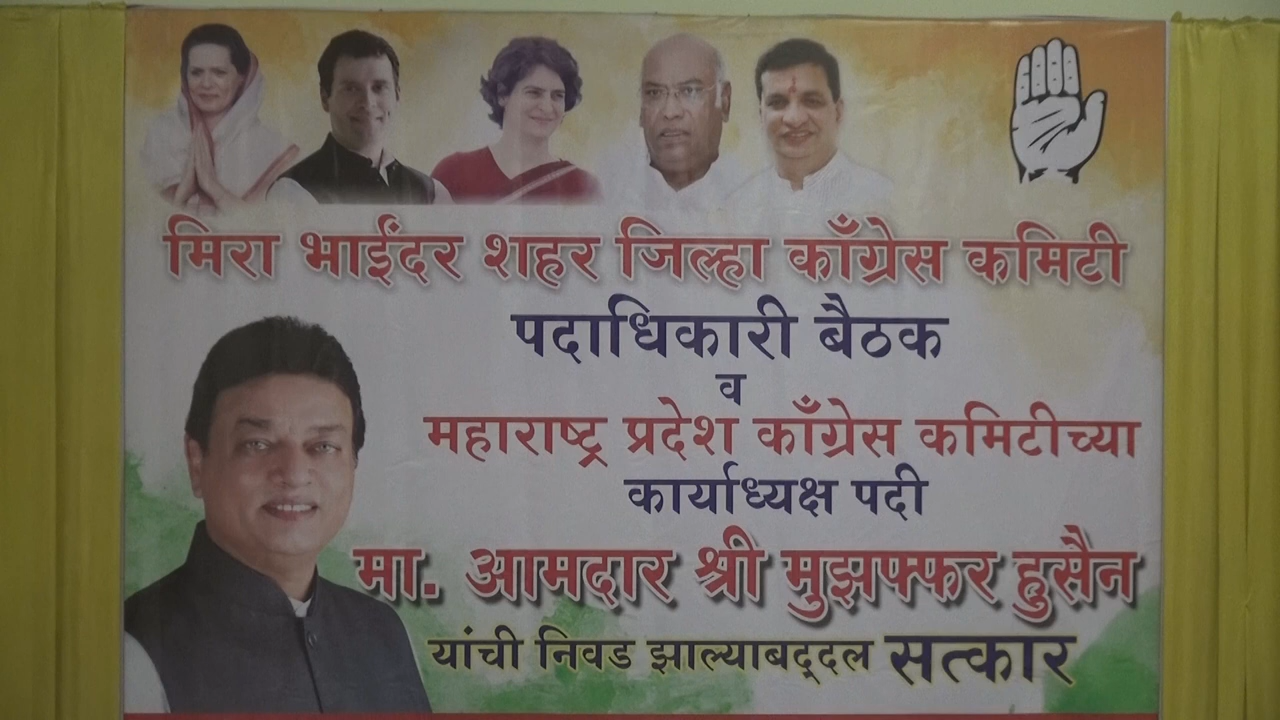 मिरा भाईंदर शहर जिल्हा काँग्रेस कमिटी
पदाधिकारी बैठक
व
महाराष्ट्र प्रदेश काँग्रेस कमिटीच्या
कार्याध्यक्ष पदी
मा. आमदार श्री मुझफ्फर हुसैन
यांची निवड झाल्याबद्दल सत्कार